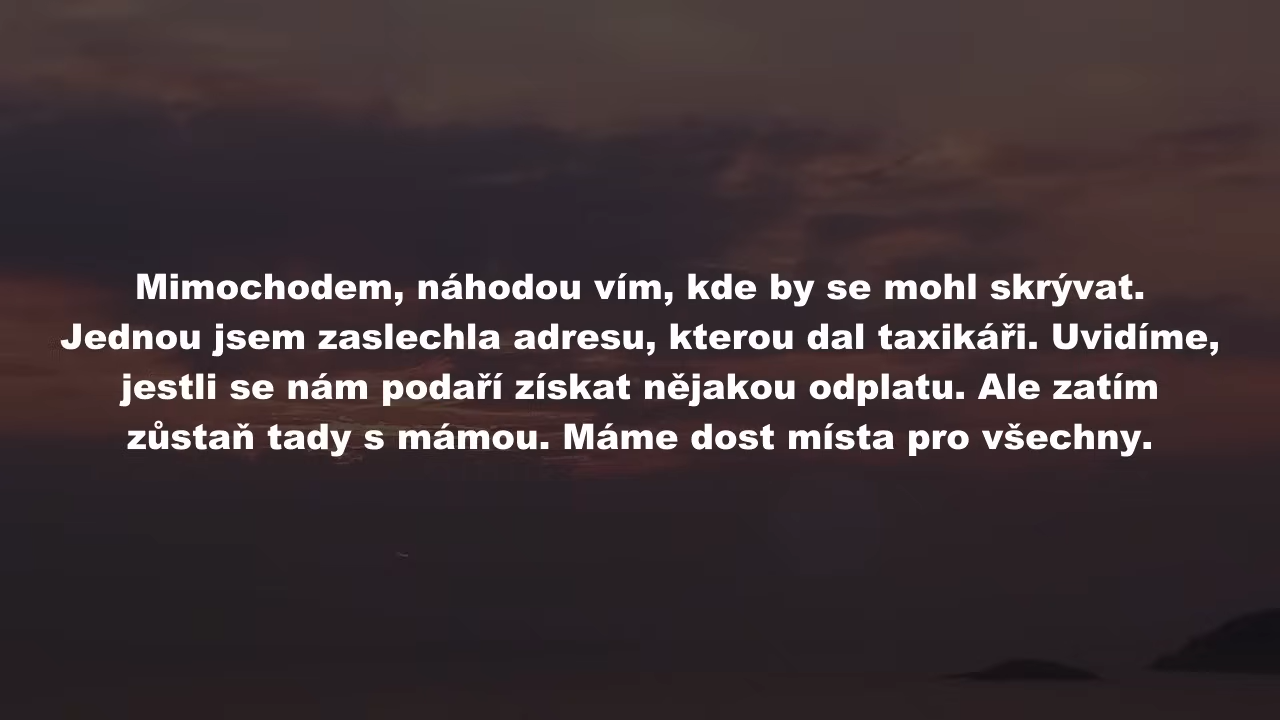 Mimochodem, náhodou vím, kde by se mohl skrývat.
Jednou jsem zaslechla adresu, kterou dal taxikáři. Uvidíme,
jestli se nám podaří získat nějakou odplatu. Ale zatím
zůstaň tady s mámou. Máme dost místa pro všechny.